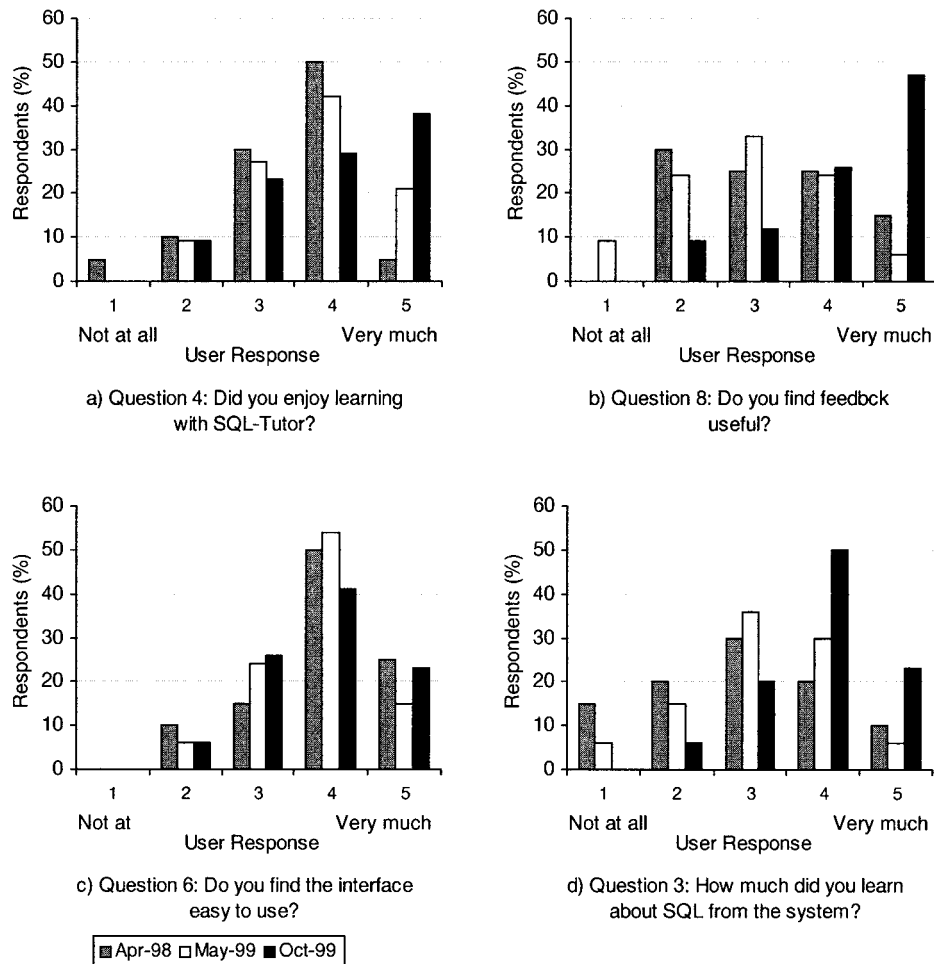 60
50
40
30
20
10
0
Respondents (%)
1 2 3 4 5
Not at all Very much
User Response
a) Question 4: Did you enjoy learning
with SQL-Tutor?
60
50
40
30
20
10
0
Respondents (%)
1 2 3 4 5
Not at all Very much
User Response
b) Question 8: Do you find feedbck
useful?
60
50
40
30
20
10
0
Respondents (%)
1 2 3 4 5
Not at Very much
User Response
c) Question 6: Do you find the interface
easy to use?
60
50
40
30
20
10
0
Respondents (%)
1 2 3 4 5
Not at all Very much
User Response
d) Question 3: How much did you learn
about SQL from the system?
Apr-98 May-99 Oct-99